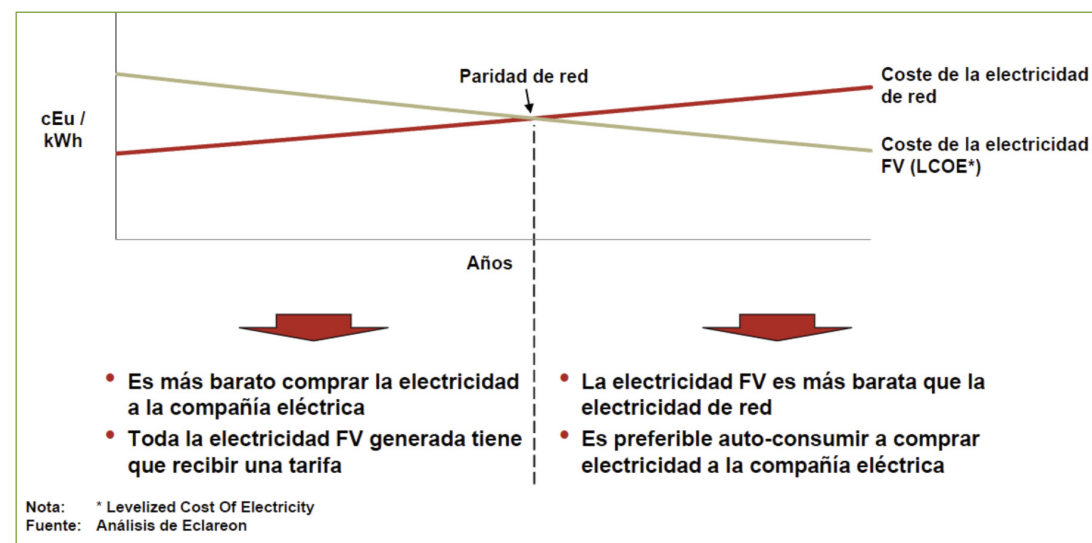 Paridad de red
Coste de la electricidad
de red
cEu /
kWh
Coste de la electricidad
FV (LCOE*)
Años
• Es más barato comprar la electricidad
a la compañía eléctrica
• Toda la electricidad FV generada tiene
que recibir una tarifa
• La electricidad FV es más barata que la
electricidad de red
• Es preferible auto-consumir a comprar
electricidad a la compañía eléctrica
Nota: * Levelized Cost Of Electricity
Fuente: Análisis de Eclareon